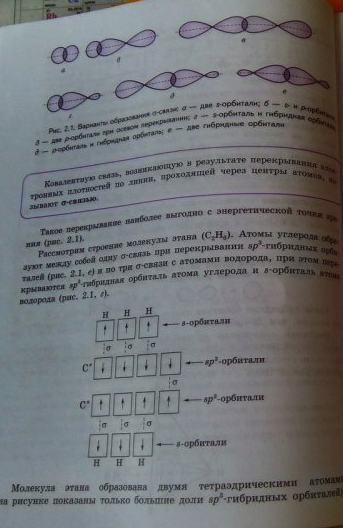 Rb
а б в
г д е
Рис. 2.1. Варианты образования σ-связи: а — две s-орбитали; б — s- и p-орбитали
в — две p-орбитали при осевом перекрывании; г — s-орбиталь и гибридная орбиталь
д — p-орбиталь и гибридная орбиталь; е — две гибридные орбитали
Ковалентную связь, возникающую в результате перекрывания элек-
тронных плотностей по линии, проходящей через центры атомов, на-
зывают σ-связью.
Такое перекрывание наиболее выгодно с энергетической точки зре-
ния (рис. 2.1).
Рассмотрим строение молекулы этана (C₂H₆). Атомы углерода обра-
зуют между собой одну σ-связь при перекрывании sp³-гибридных орби-
талей (рис. 2.1, е) и по три σ-связи с атомами водорода, при этом пере-
крываются sp³-гибридная орбиталь атома углерода и s-орбиталь атома
водорода (рис. 2.1, г).
H H H
s-орбитали
σ σ σ
C* sp³-орбитали
σ
C* sp³-орбитали
σ σ σ
s-орбитали
H H H
Молекула этана образована двумя тетраэдрическими атомами
на рисунке показаны только большие доли sp³-гибридных орбиталей)